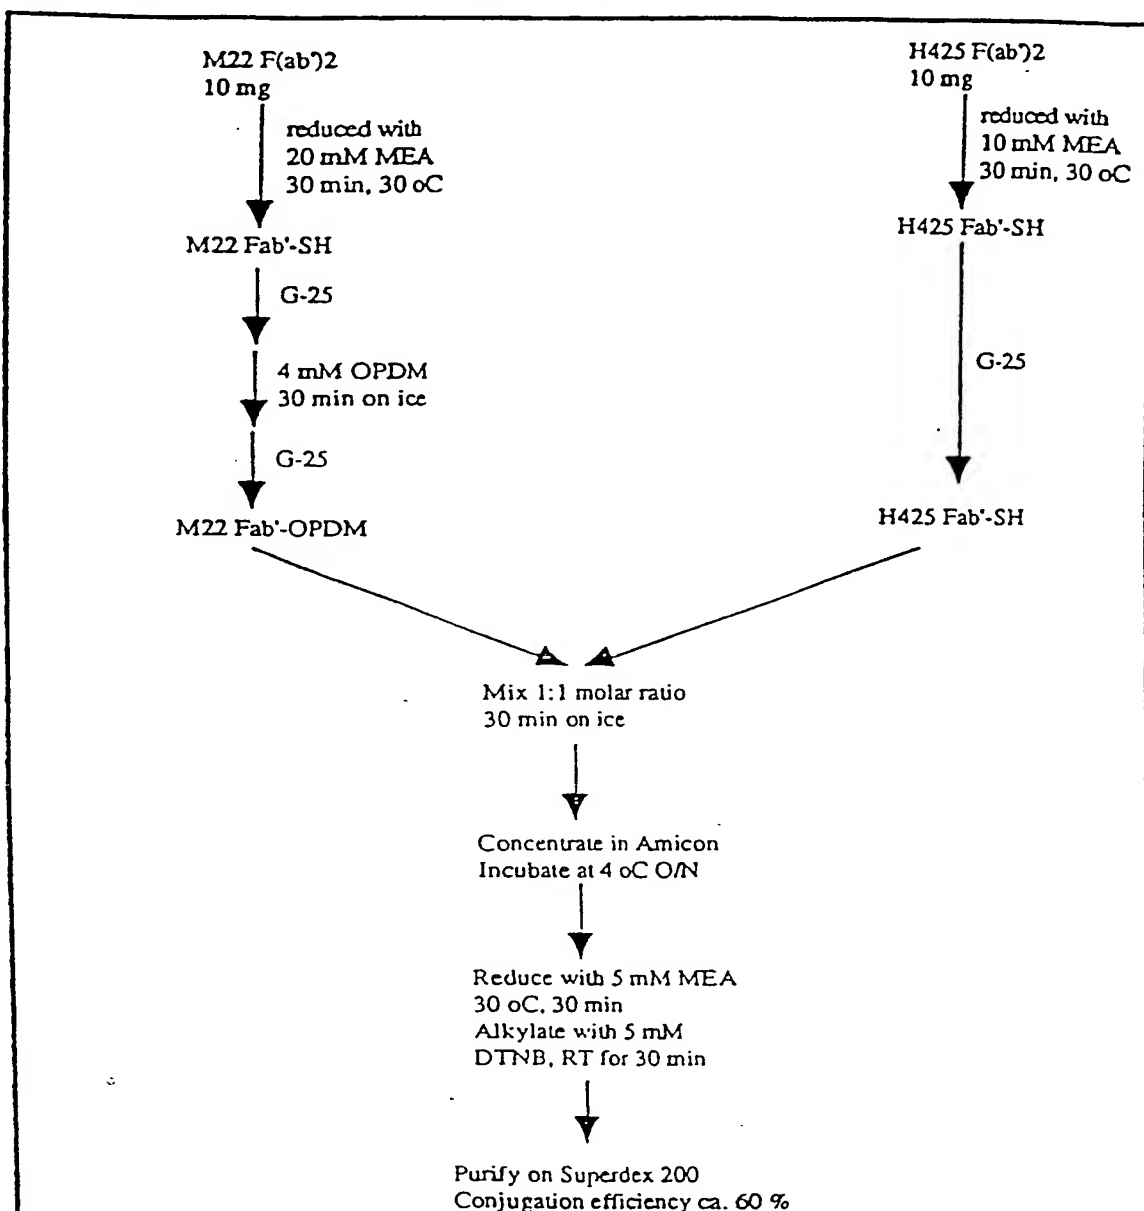 M22 F(ab')2
10 mg
reduced with
20 mM MEA
30 min, 30 oC
M22 Fab'-SH
G-25
4 mM OPDM
30 min on ice
G-25
M22 Fab'-OPDM
H425 F(ab')2
10 mg
reduced with
10 mM MEA
30 min, 30 oC
H425 Fab'-SH
G-25
H425 Fab'-SH
Mix 1:1 molar ratio
30 min on ice
Concentrate in Amicon
Incubate at 4 oC O/N
Reduce with 5 mM MEA
30 oC, 30 min
Alkylate with 5 mM
DTNB, RT for 30 min
Purify on Superdex 200
Conjugation efficiency ca. 60 %